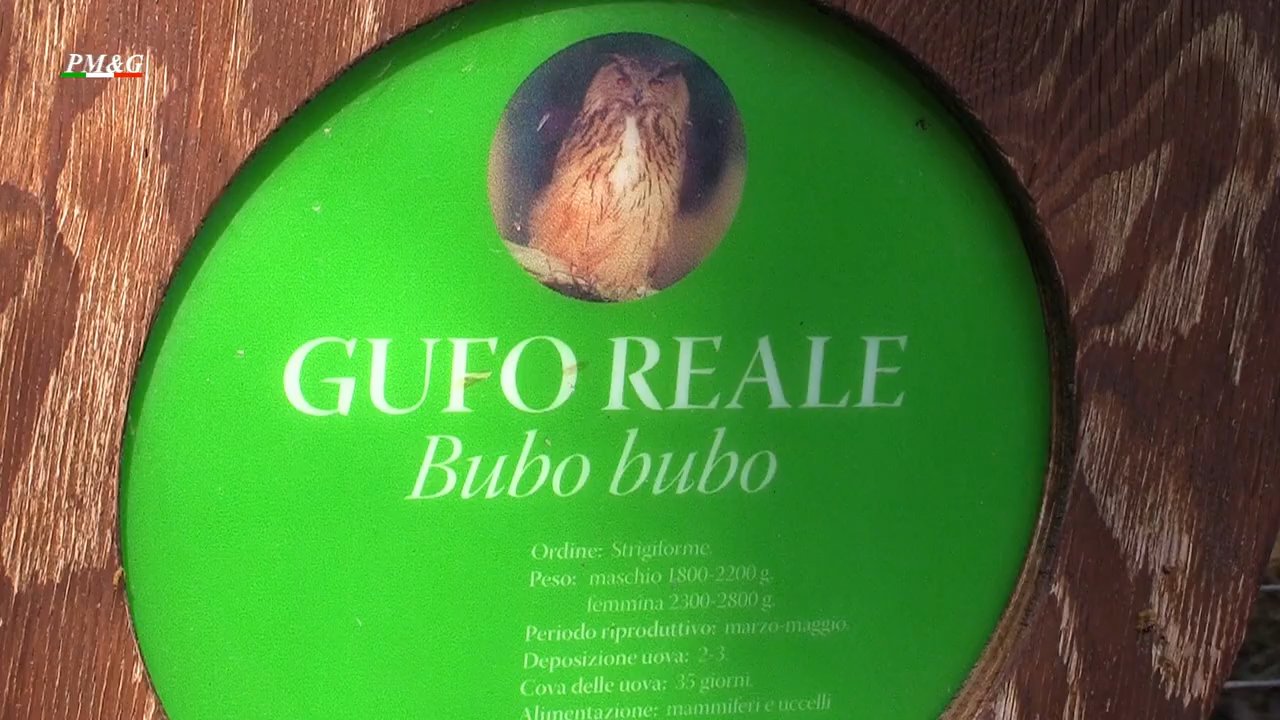 PM&G
GUFO REALE
Bubo bubo
Ordine: Strigiforme.
Peso: maschio 1800-2200 g.
femmina 2300-2800 g.
Periodo riproduttivo: marzo-maggio.
Deposizione uova: 2-3.
Cova delle uova: 35 giorni.
Alimentazione: mammiferi e uccelli